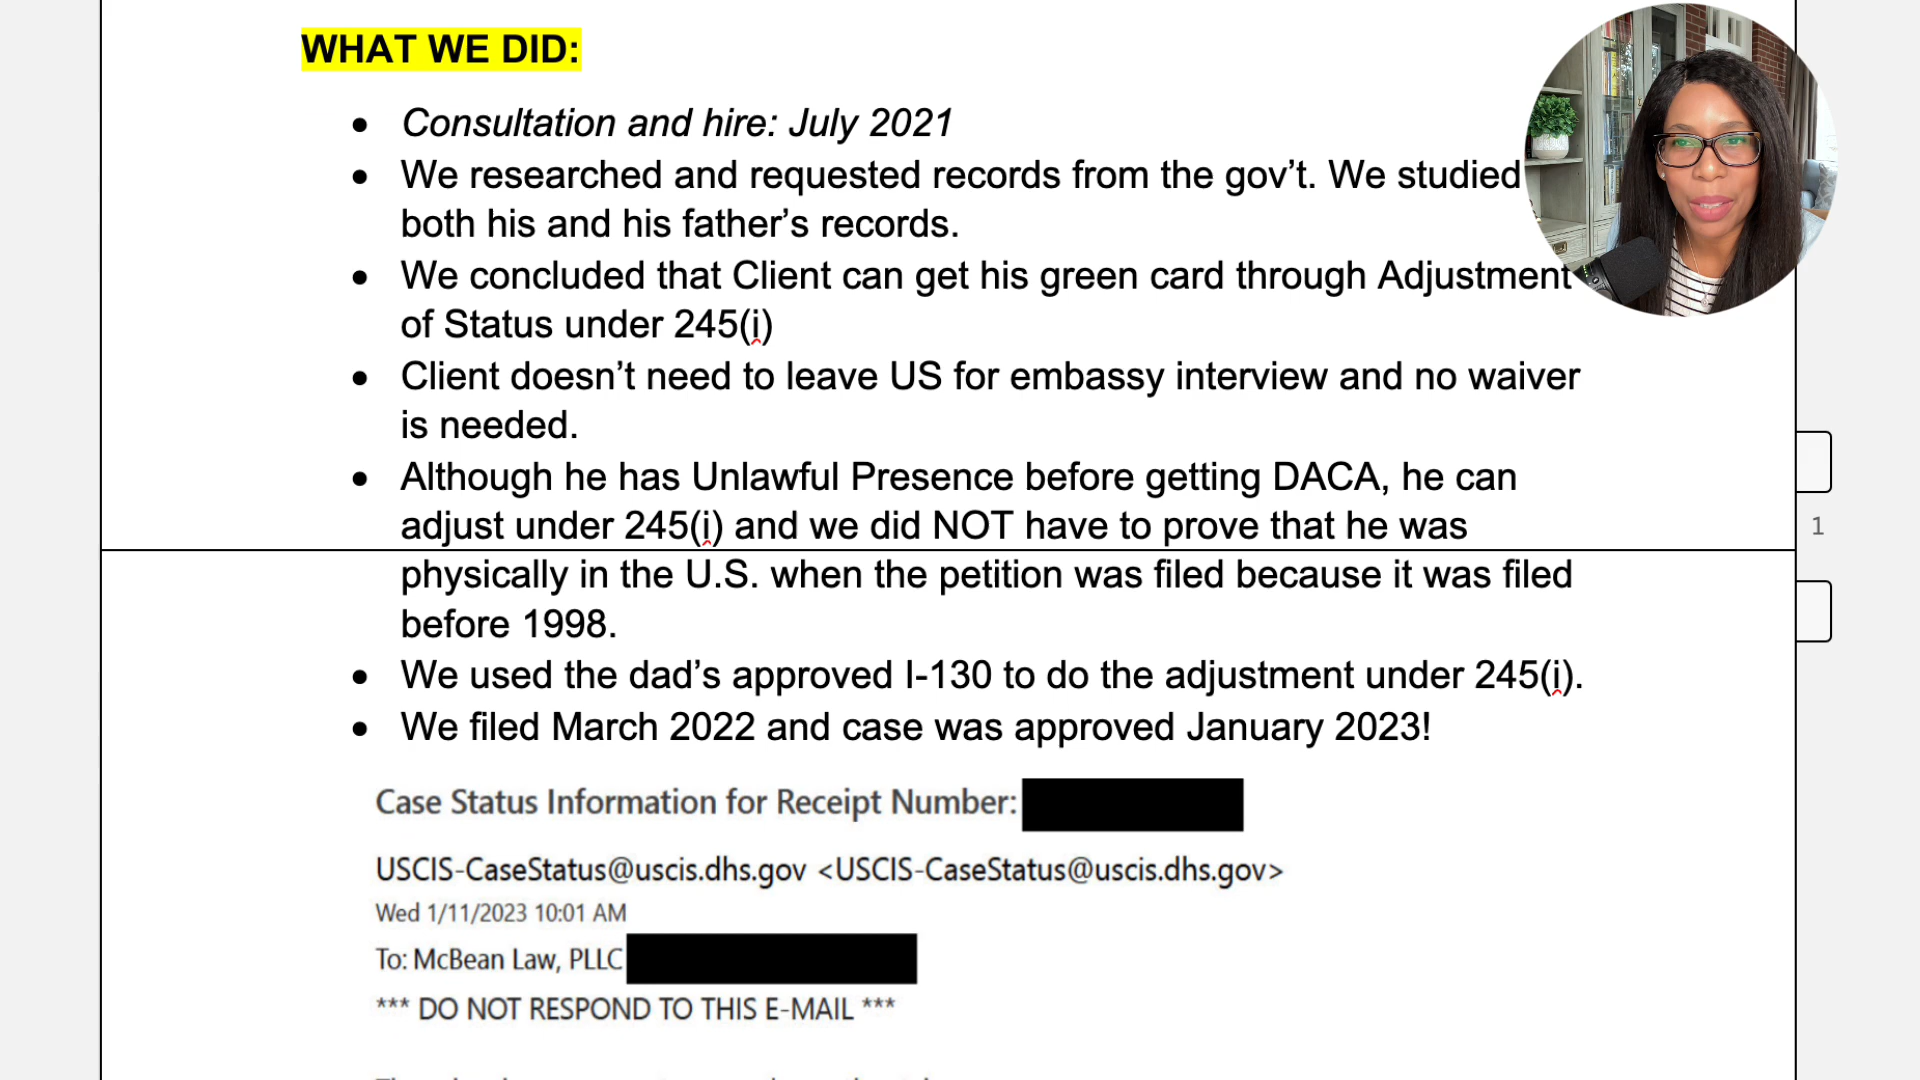 WHAT WE DID:
• Consultation and hire: July 2021
• We researched and requested records from the gov’t. We studied
both his and his father’s records.
• We concluded that Client can get his green card through Adjustment
of Status under 245(i)
• Client doesn’t need to leave US for embassy interview and no waiver
is needed.
• Although he has Unlawful Presence before getting DACA, he can
adjust under 245(i) and we did NOT have to prove that he was
1
physically in the U.S. when the petition was filed because it was filed
before 1998.
• We used the dad’s approved I-130 to do the adjustment under 245(i).
• We filed March 2022 and case was approved January 2023!
Case Status Information for Receipt Number:
USCIS-CaseStatus@uscis.dhs.gov <USCIS-CaseStatus@uscis.dhs.gov>
Wed 1/11/2023 10:01 AM
To: McBean Law, PLLC
*** DO NOT RESPOND TO THIS E-MAIL ***